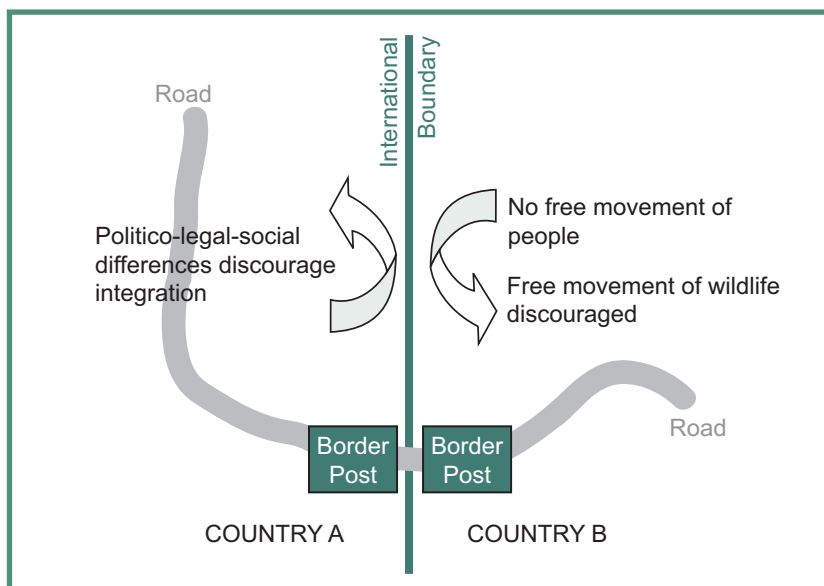 Road
International
Boundary
Politico-legal-social
differences discourage
integration
No free movement of
people
Free movement of wildlife
discouraged
Road
Border
Post
Border
Post
COUNTRY A
COUNTRY B